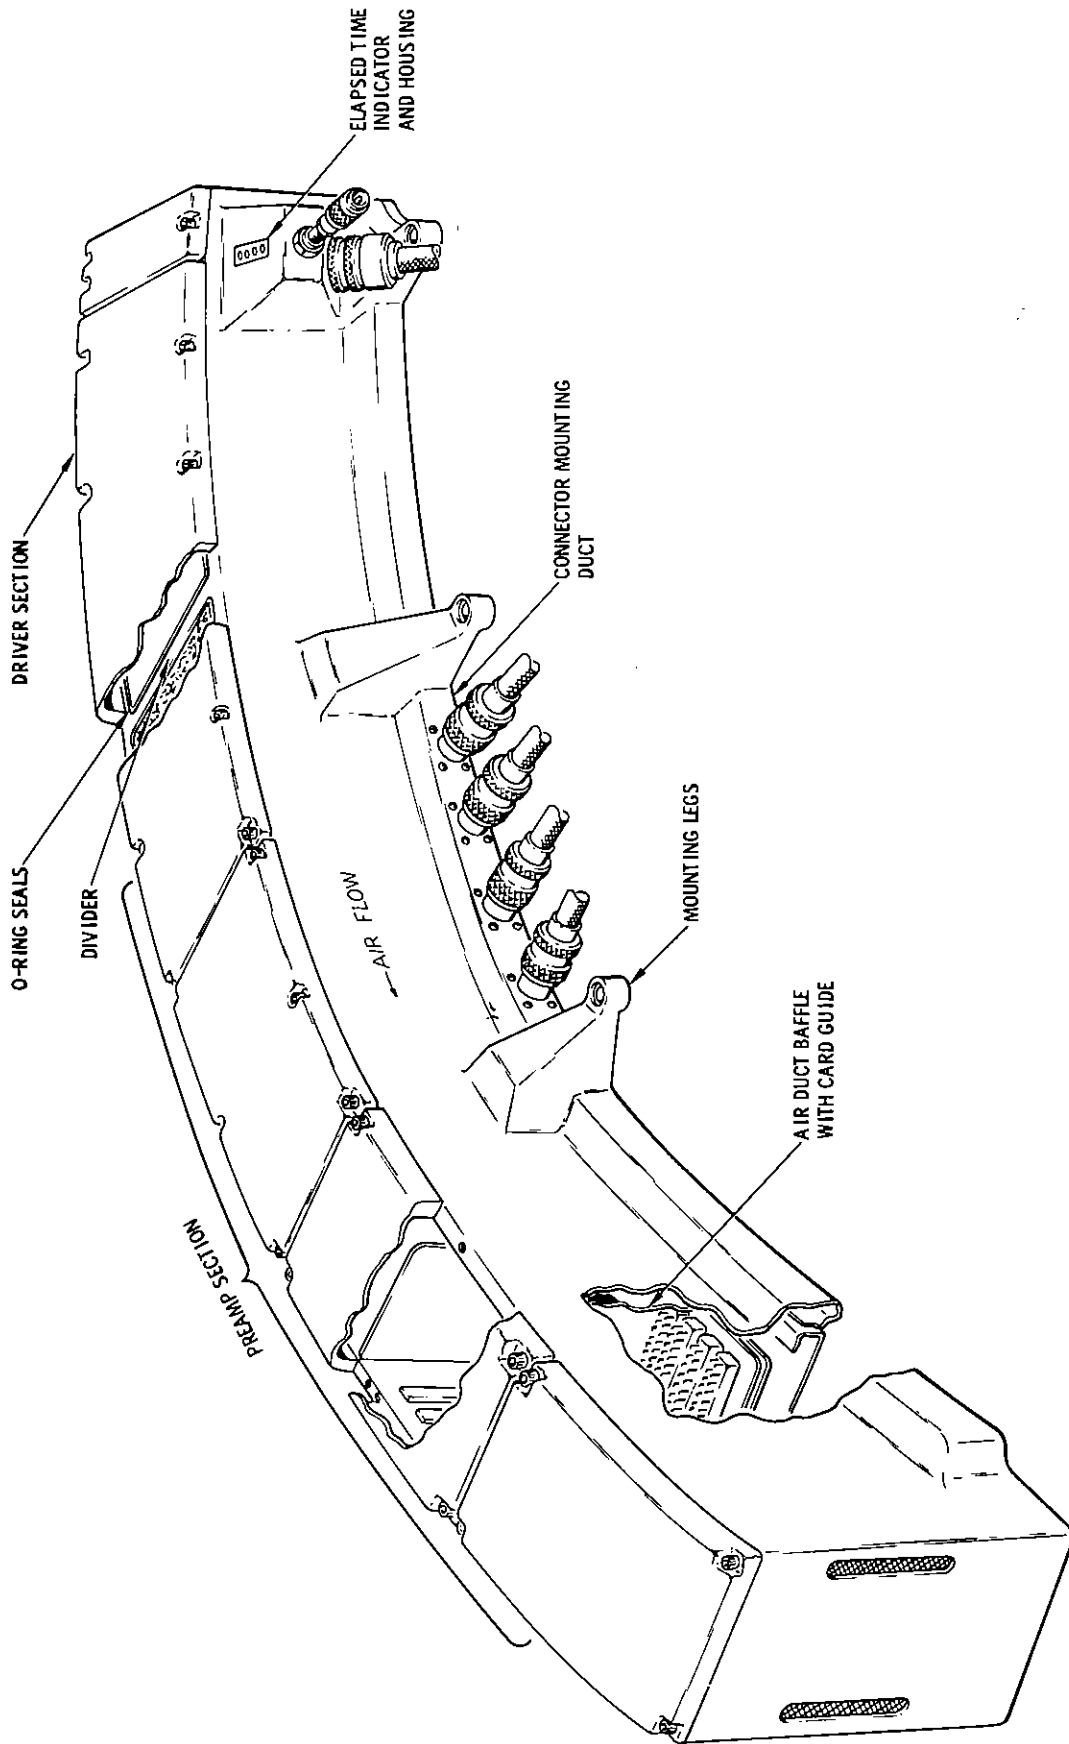 O-RING SEALS
DIVIDER
DRIVER SECTION
PREAMP SECTION
← AIR FLOW
ELAPSED TIME
INDICATOR
AND HOUSING
CONNECTOR MOUNTING
DUCT
MOUNTING LEGS
AIR DUCT BAFFLE
WITH CARD GUIDE
0000